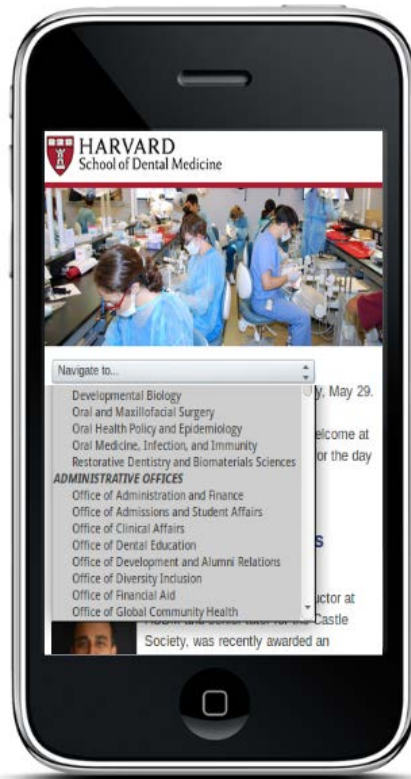 HARVARD
School of Dental Medicine
Navigate to...
y, May 29.
Developmental Biology
Oral and Maxillofacial Surgery
Oral Health Policy and Epidemiology
elcome at
Oral Medicine, Infection, and Immunity
or the day
Restorative Dentistry and Biomaterials Sciences
ADMINISTRATIVE OFFICES
Office of Administration and Finance
Office of Admissions and Student Affairs
Office of Clinical Affairs
Office of Dental Education
s
Office of Development and Alumni Relations
Office of Diversity Inclusion
Office of Financial Aid
uctor at
Office of Global Community Health
Castle
Society, was recently awarded an